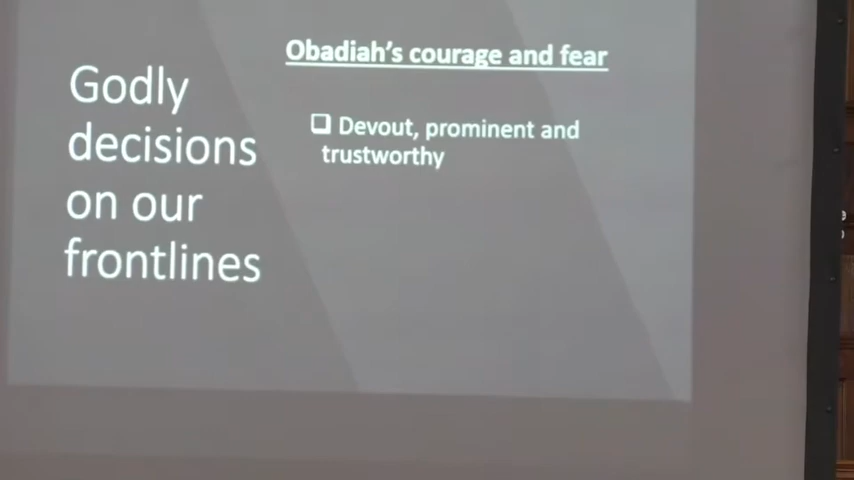 Godly
decisions
on our
frontlines
Obadiah's courage and fear
❑ Devout, prominent and
trustworthy